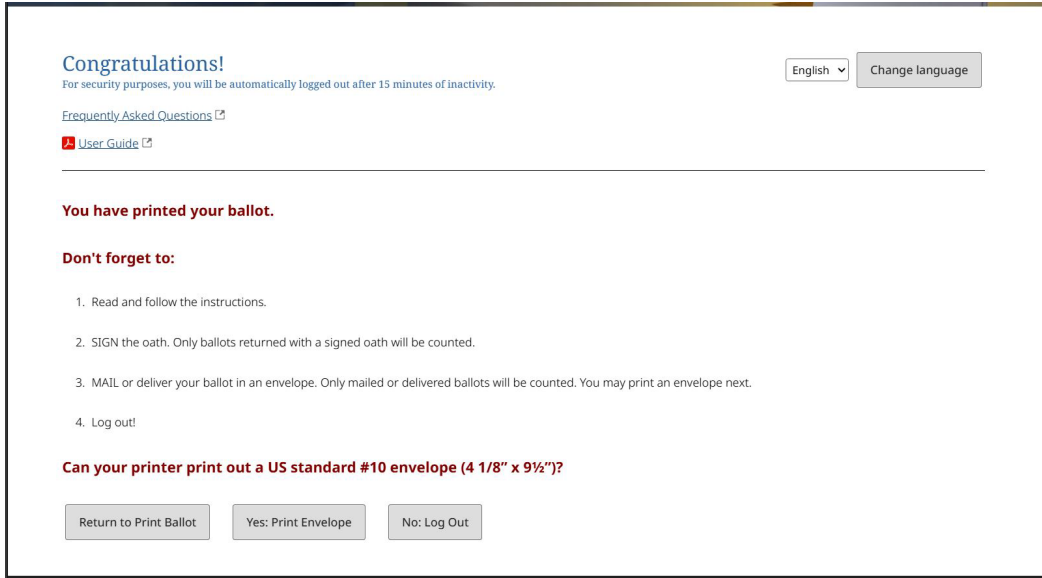 Congratulations!
For security purposes, you will be automatically logged out after 15 minutes of inactivity.
English
Change language
Frequently Asked Questions
User Guide
You have printed your ballot.
Don't forget to:
1. Read and follow the instructions.
2. SIGN the oath. Only ballots returned with a signed oath will be counted.
3. MAIL or deliver your ballot in an envelope. Only mailed or delivered ballots will be counted. You may print an envelope next.
4. Log out!
Can your printer print out a US standard #10 envelope (4 1/8” x 9½”)?
Return to Print Ballot
Yes: Print Envelope
No: Log Out